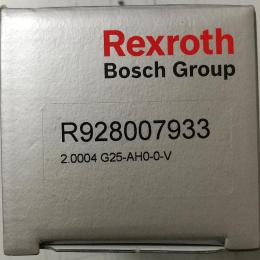 Rexroth
Bosch Group
R928007933
2.0004 G25-AH0-0-V